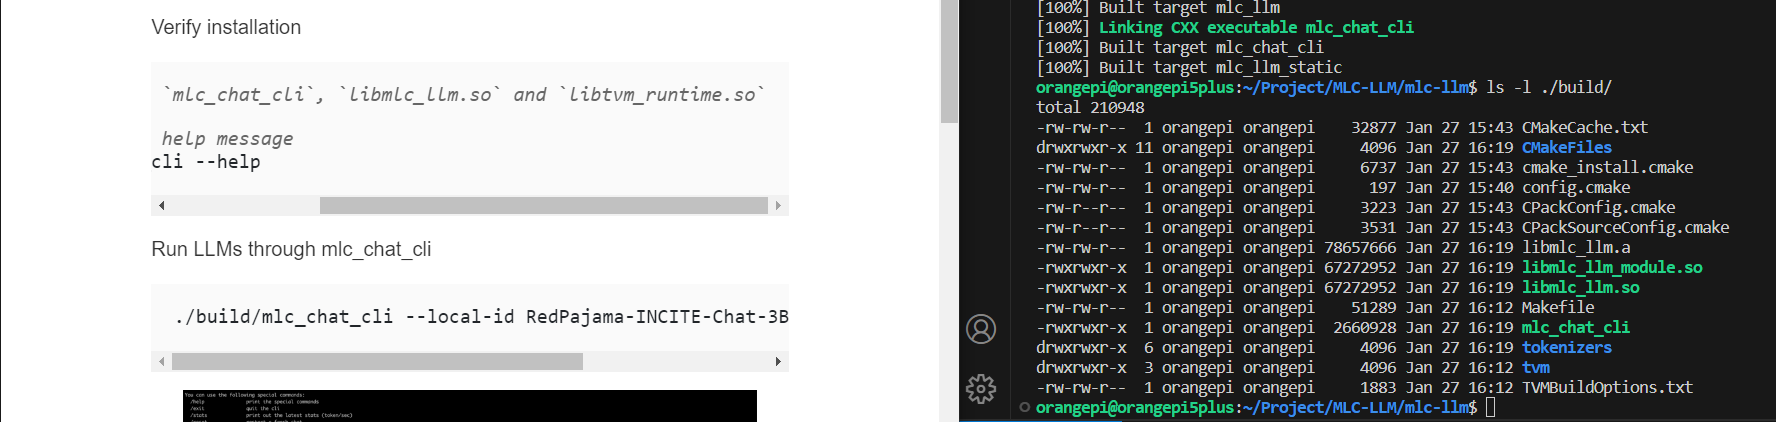 Verify installation
`mlc_chat_cli`, `libmlc_llm.so` and `libtvm_runtime.so`
help message
cli --help
Run LLMs through mlc_chat_cli
./build/mlc_chat_cli --local-id RedPajama-INCITE-Chat-3B
You can use the following special commands:
/help print the special commands
/exit quit the cli
/stats print out the latest stats (token/sec)
[100%] Built target mlc_llm
[100%] Linking CXX executable mlc_chat_cli
[100%] Built target mlc_chat_cli
[100%] Built target mlc_llm_static
orangepi@orangepi5plus:~/Project/MLC-LLM/mlc-llm$ ls -l ./build/
total 210948
-rw-rw-r-- 1 orangepi orangepi 32877 Jan 27 15:43 CMakeCache.txt
drwxrwxr-x 11 orangepi orangepi 4096 Jan 27 16:19 CMakeFiles
-rw-rw-r-- 1 orangepi orangepi 6737 Jan 27 15:43 cmake_install.cmake
-rw-rw-r-- 1 orangepi orangepi 197 Jan 27 15:40 config.cmake
-rw-r--r-- 1 orangepi orangepi 3223 Jan 27 15:43 CPackConfig.cmake
-rw-r--r-- 1 orangepi orangepi 3531 Jan 27 15:43 CPackSourceConfig.cmake
-rw-rw-r-- 1 orangepi orangepi 78657666 Jan 27 16:19 libmlc_llm.a
-rwxrwxr-x 1 orangepi orangepi 67272952 Jan 27 16:19 libmlc_llm_module.so
-rwxrwxr-x 1 orangepi orangepi 67272952 Jan 27 16:19 libmlc_llm.so
-rw-rw-r-- 1 orangepi orangepi 51289 Jan 27 16:12 Makefile
-rwxrwxr-x 1 orangepi orangepi 2660928 Jan 27 16:19 mlc_chat_cli
drwxrwxr-x 6 orangepi orangepi 4096 Jan 27 16:19 tokenizers
drwxrwxr-x 3 orangepi orangepi 4096 Jan 27 16:12 tvm
-rw-rw-r-- 1 orangepi orangepi 1883 Jan 27 16:12 TVMBuildOptions.txt
orangepi@orangepi5plus:~/Project/MLC-LLM/mlc-llm$